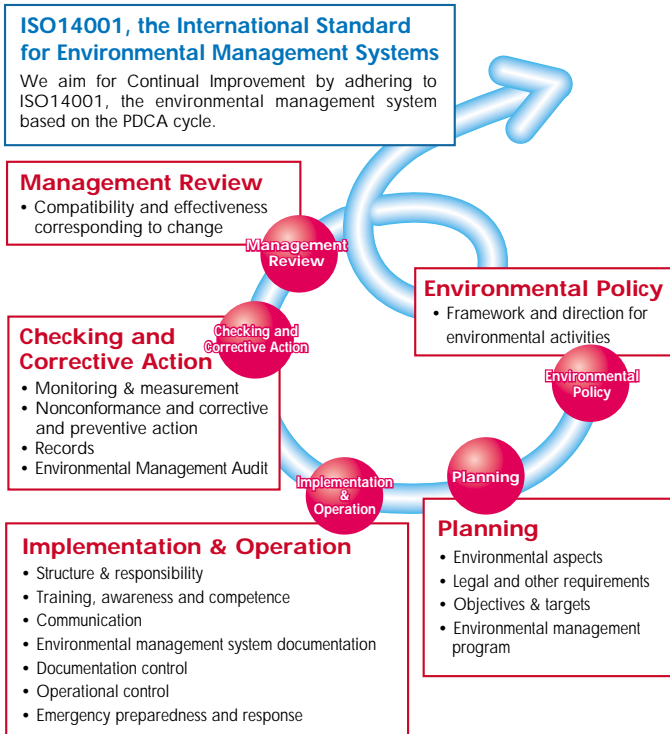 ISO14001, the International Standard
for Environmental Management Systems
We aim for Continual Improvement by adhering to
ISO14001, the environmental management system
based on the PDCA cycle.
Management Review
• Compatibility and effectiveness
corresponding to change
Management
Review
Environmental Policy
• Framework and direction for
environmental activities
Checking and
Corrective Action
• Monitoring & measurement
• Nonconformance and corrective
and preventive action
• Records
• Environmental Management Audit
Checking and
Corrective Action
Environmental
Policy
Implementation
&
Operation
Planning
Implementation & Operation
• Structure & responsibility
• Training, awareness and competence
• Communication
• Environmental management system documentation
• Documentation control
• Operational control
• Emergency preparedness and response
Planning
• Environmental aspects
• Legal and other requirements
• Objectives & targets
• Environmental management
program